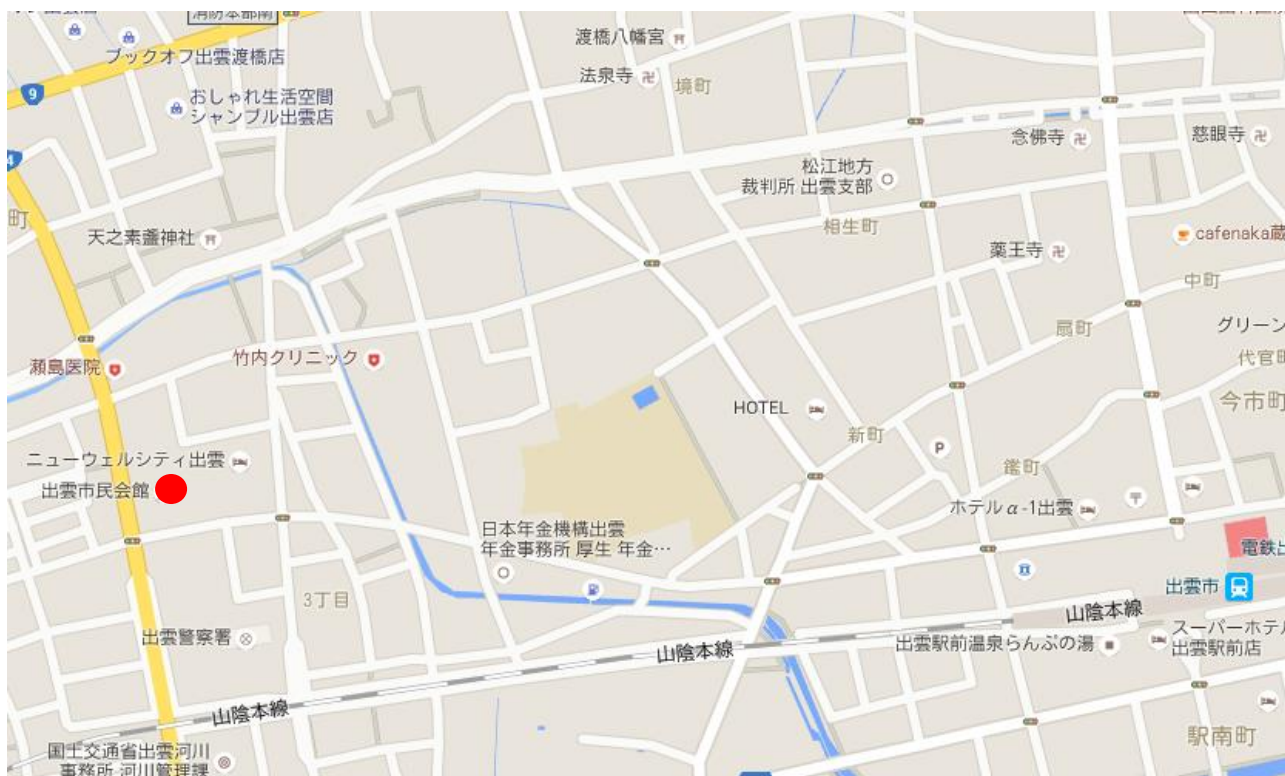 消防本部南
ブックオフ出雲渡橋店
9
おしゃれ生活空間
シャンブル出雲店
渡橋八幡宮
法泉寺
境町
念佛寺
慈眼寺
松江地方
裁判所 出雲支部
相生町
町
天之素盞神社
薬王寺
cafenaka蔵
中町
扇町
グリーン
代官町
今市町
瀬島医院
竹内クリニック
HOTEL
新町
P
鑑町
ニューウェルシティ出雲
出雲市民会館
ホテルα-1出雲
〒
日本年金機構出雲
年金事務所 厚生 年金…
電鉄出
出雲市
3丁目
山陰本線
出雲警察署
山陰本線
出雲駅前温泉らんぷの湯
スーパーホテル
出雲駅前店
山陰本線
駅南町
国土交通省出雲河川
事務所 河川管理課